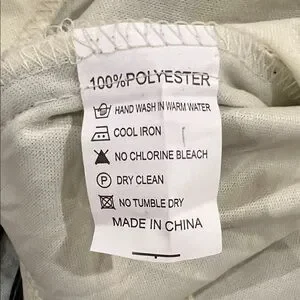 100%POLYESTER
HAND WASH IN WARM WATER
COOL IRON
NO CHLORINE BLEACH
P DRY CLEAN
NO TUMBLE DRY
MADE IN CHINA